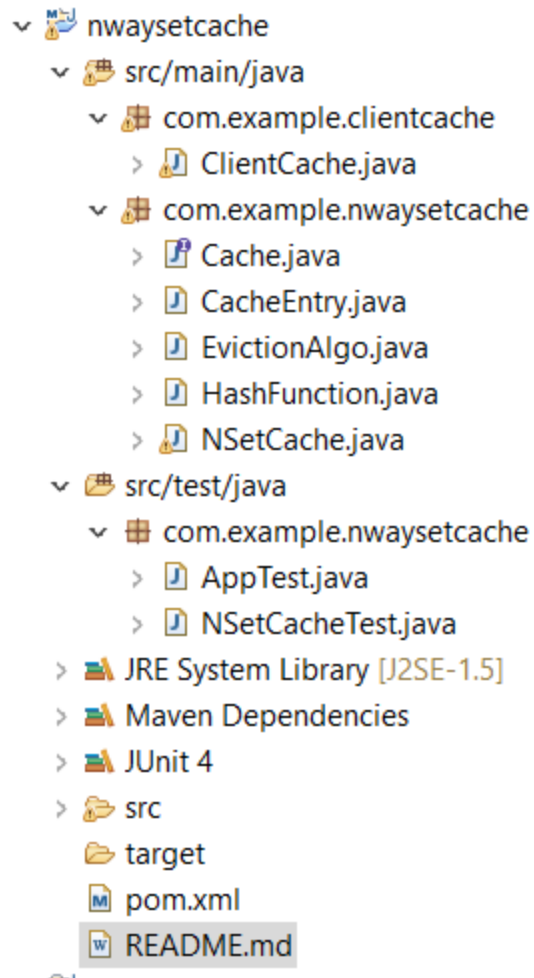 nwaysetcache
src/main/java
com.example.clientcache
ClientCache.java
com.example.nwaysetcache
Cache.java
CacheEntry.java
EvictionAlgo.java
HashFunction.java
NSetCache.java
src/test/java
com.example.nwaysetcache
AppTest.java
NSetCacheTest.java
JRE System Library [J2SE-1.5]
Maven Dependencies
JUnit 4
src
target
pom.xml
README.md